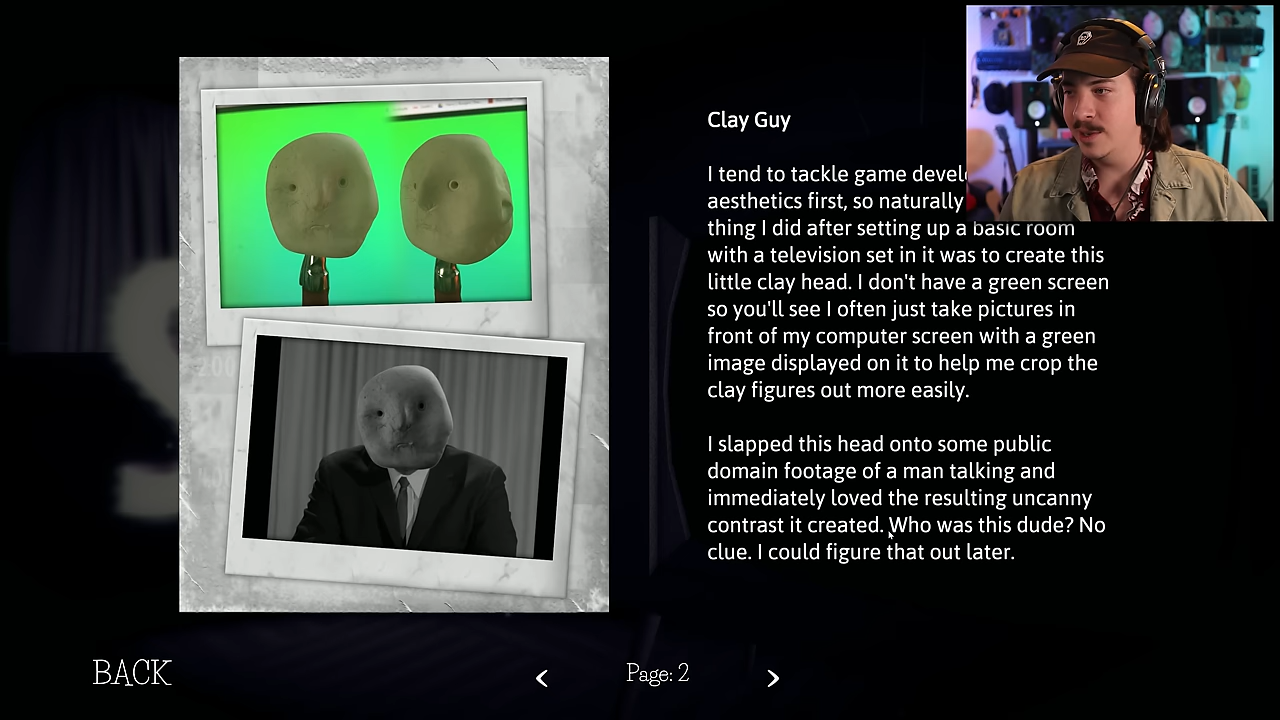 Clay Guy
I tend to tackle game
aesthetics first, so naturally
thing I did after setting up a basic room
with a television set in it was to create this
little clay head. I don't have a green screen
so you'll see I often just take pictures in
front of my computer screen with a green
image displayed on it to help me crop the
clay figures out more easily.
I slapped this head onto some public
domain footage of a man talking and
immediately loved the resulting uncanny
contrast it created. Who was this dude? No
clue. I could figure that out later.
BACK
< Page: 2 >